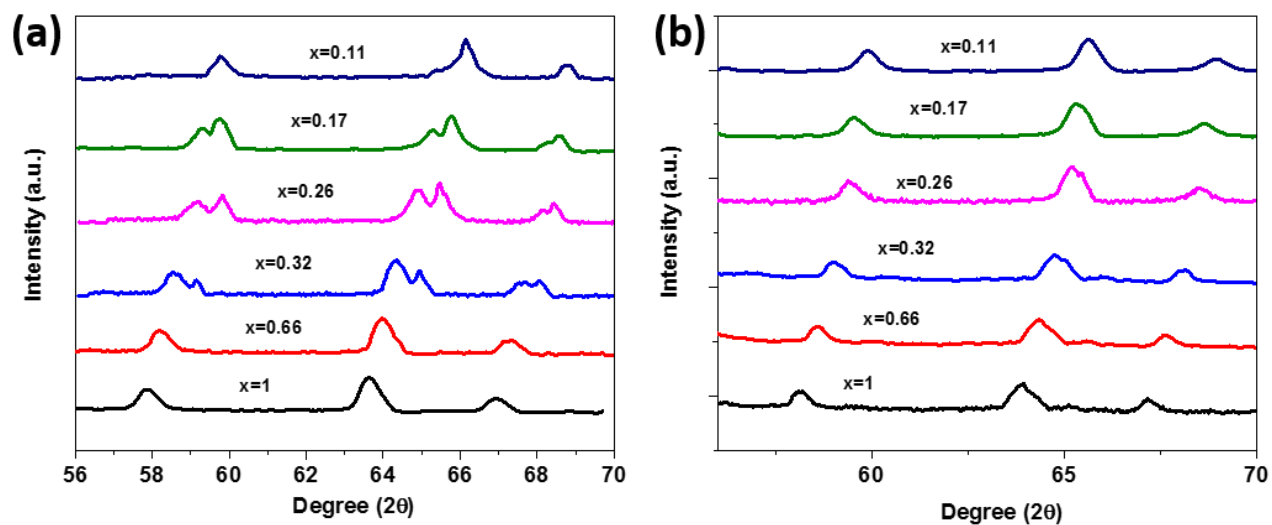 (a)
x=0.11
x=0.17
x=0.26
x=0.32
x=0.66
x=1
Intensity (a.u.)
56 58 60 62 64 66 68 70
Degree (2θ)
(b)
x=0.11
x=0.17
x=0.26
x=0.32
x=0.66
x=1
Intensity (a.u.)
60 65 70
Degree (2θ)